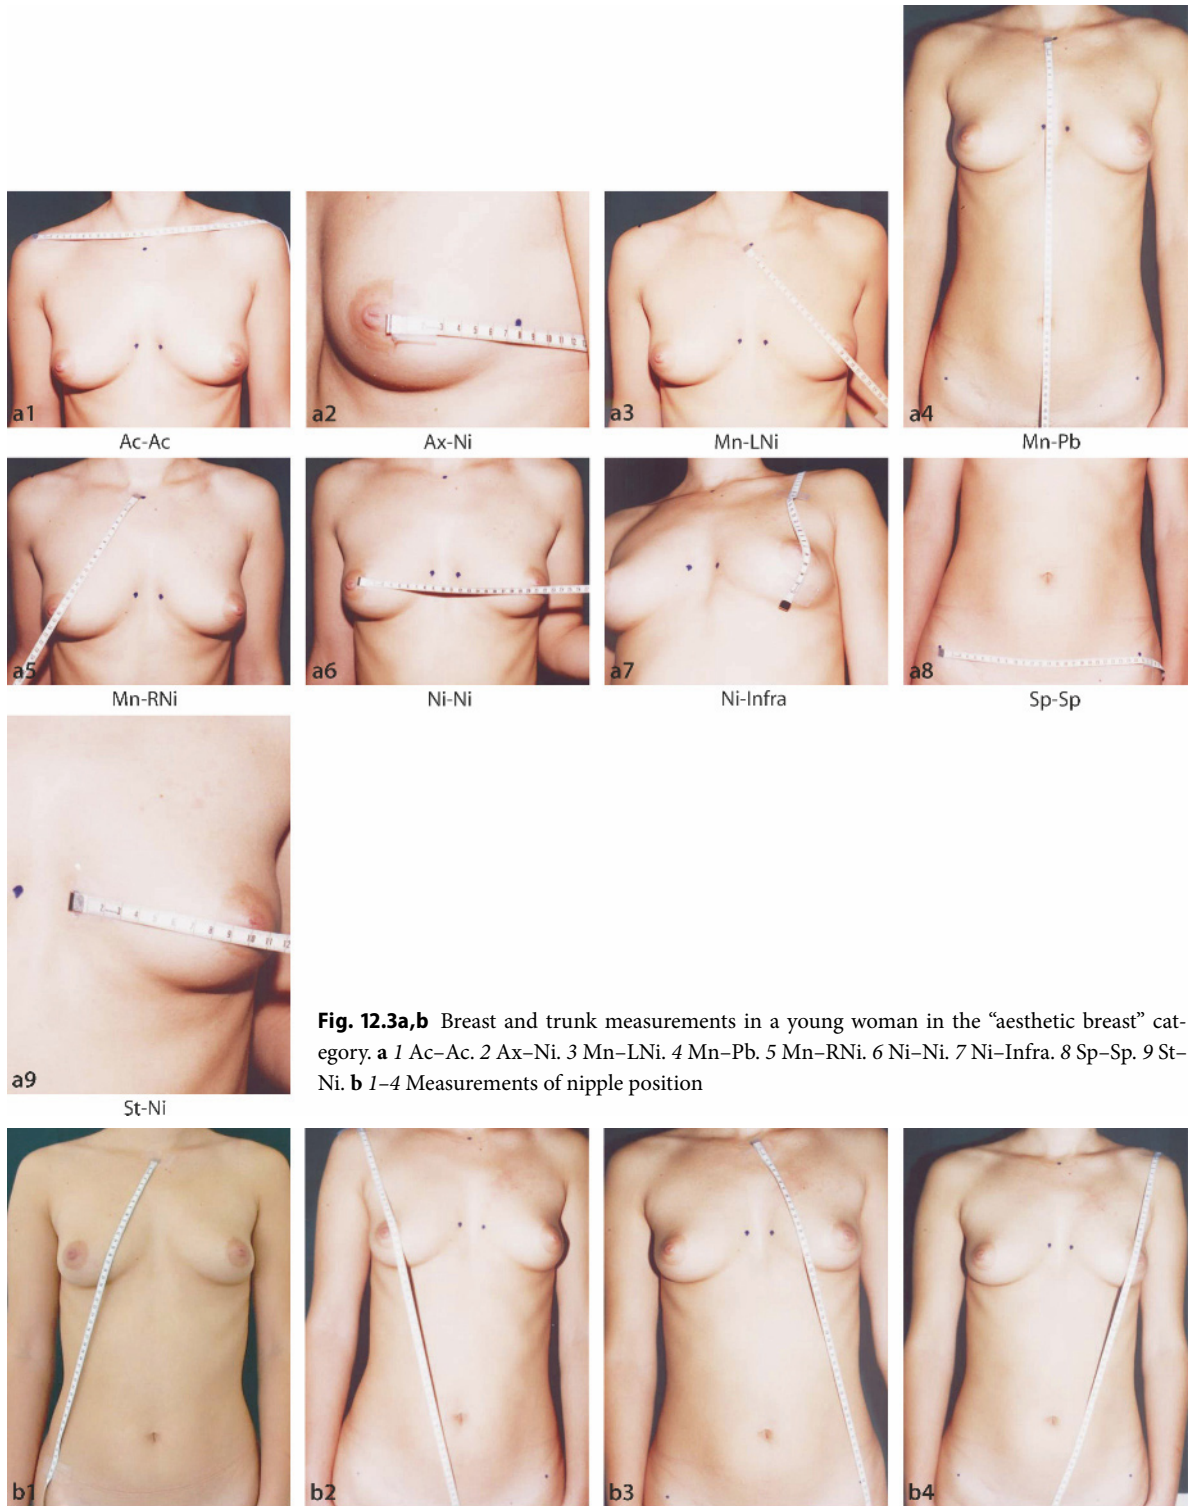 a1
Ac-Ac
a2
Ax-Ni
a3
Mn-LNi
a4
Mn-Pb
a5
Mn-RNi
a6
Ni-Ni
a7
Ni-Infra
a8
Sp-Sp
a9
St-Ni
Fig. 12.3a,b Breast and trunk measurements in a young woman in the “aesthetic breast” cat-
egory. a 1 Ac–Ac. 2 Ax–Ni. 3 Mn–LNi. 4 Mn–Pb. 5 Mn–RNi. 6 Ni–Ni. 7 Ni–Infra. 8 Sp–Sp. 9 St–
Ni. b 1–4 Measurements of nipple position
b1
b2
b3
b4